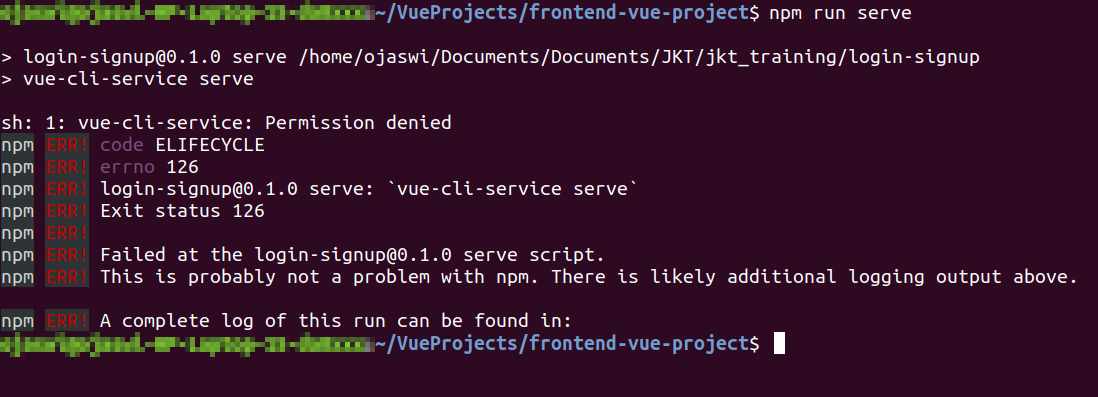 ~/VueProjects/frontend-vue-project$ npm run serve
> login-signup@0.1.0 serve /home/ojaswi/Documents/Documents/JKT/jkt_training/login-signup
> vue-cli-service serve
sh: 1: vue-cli-service: Permission denied
npm ERR! code ELIFECYCLE
npm ERR! errno 126
npm ERR! login-signup@0.1.0 serve: `vue-cli-service serve`
npm ERR! Exit status 126
npm ERR!
npm ERR! Failed at the login-signup@0.1.0 serve script.
npm ERR! This is probably not a problem with npm. There is likely additional logging output above.
npm ERR! A complete log of this run can be found in:
~/VueProjects/frontend-vue-project$